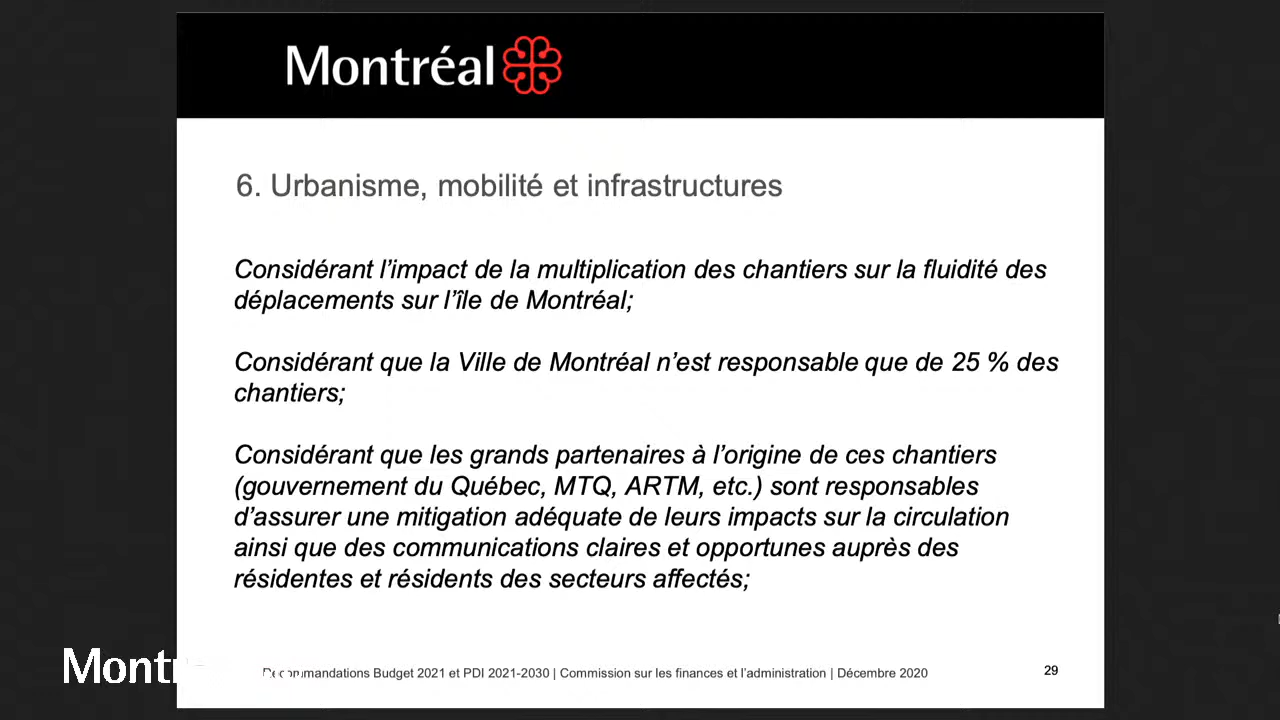 Montréal
6. Urbanisme, mobilité et infrastructures
Considérant l’impact de la multiplication des chantiers sur la fluidité des
déplacements sur l’île de Montréal;
Considérant que la Ville de Montréal n’est responsable que de 25 % des
chantiers;
Considérant que les grands partenaires à l’origine de ces chantiers
(gouvernement du Québec, MTQ, ARTM, etc.) sont responsables
d’assurer une mitigation adéquate de leurs impacts sur la circulation
ainsi que des communications claires et opportunes auprès des
résidentes et résidents des secteurs affectés;
Recommandations Budget 2021 et PDI 2021-2030 | Commission sur les finances et l’administration | Décembre 2020
29